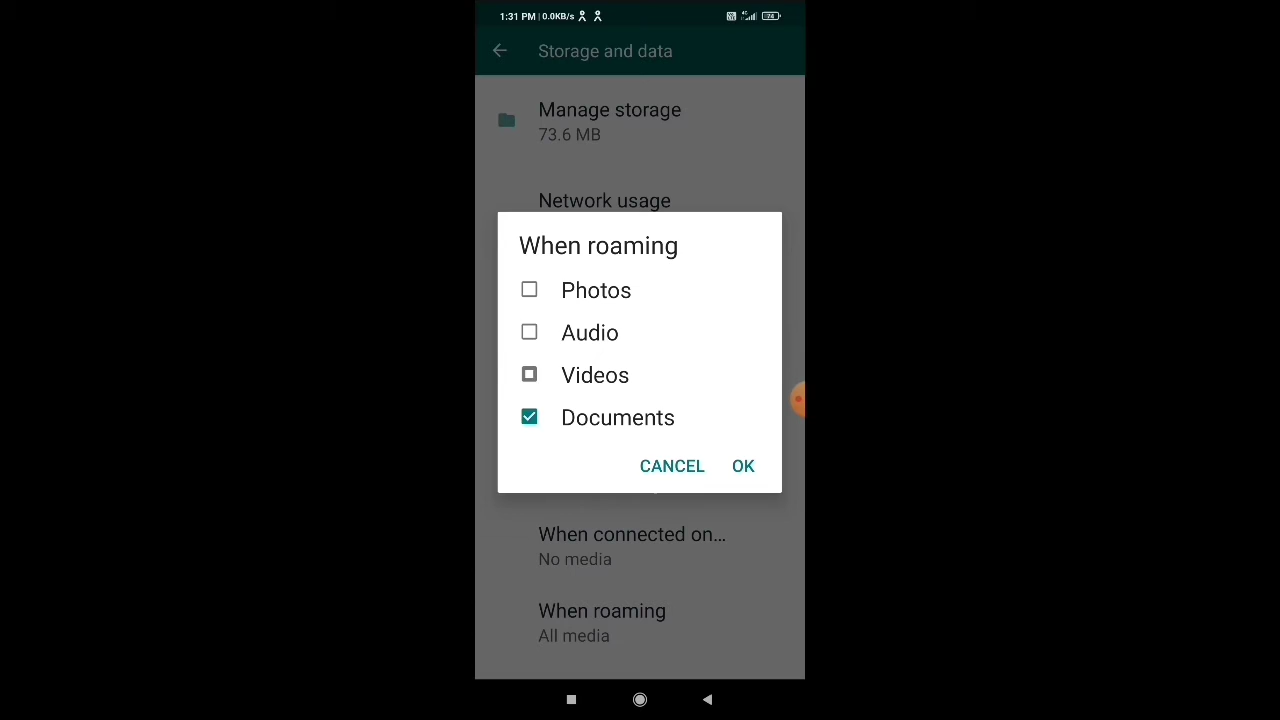 1:31 PM | 0.0KB/s
Storage and data
Manage storage
73.6 MB
Network usage
When roaming
Photos
Audio
Videos
Documents
CANCEL OK
When connected on...
No media
When roaming
All media